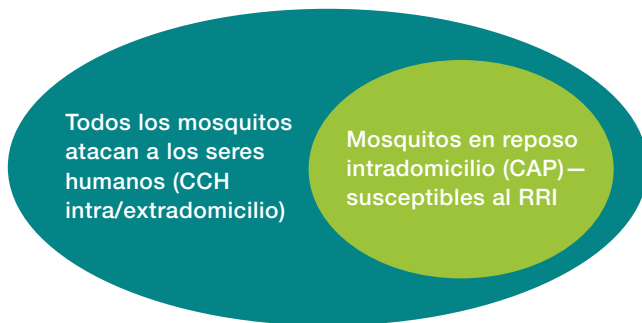 Todos los mosquitos
atacan a los seres
humanos (CCH
intra/extradomicilio)
Mosquitos en reposo
intradomicilio (CAP)—
susceptibles al RRI